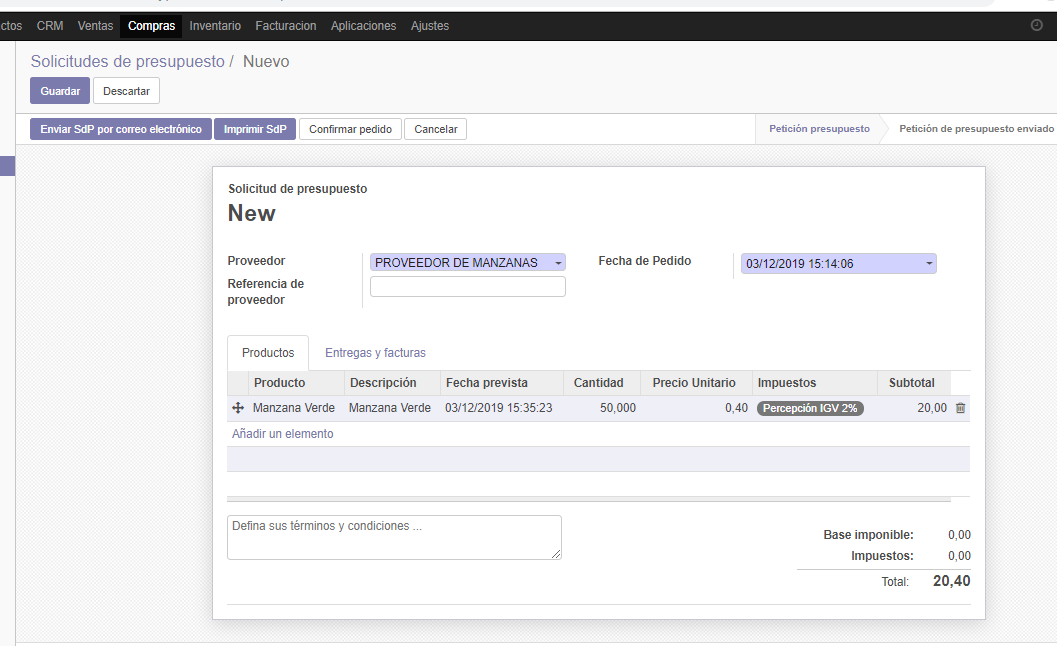 ctos CRM Ventas Compras Inventario Facturacion Aplicaciones Ajustes
Solicitudes de presupuesto / Nuevo
Guardar Descartar
Enviar SdP por correo electrónico Imprimir SdP Confirmar pedido Cancelar Petición presupuesto Petición de presupuesto enviado
Solicitud de presupuesto
New
Proveedor PROVEEDOR DE MANZANAS Fecha de Pedido 03/12/2019 15:14:06
Referencia de
proveedor
Productos Entregas y facturas
Producto Descripción Fecha prevista Cantidad Precio Unitario Impuestos Subtotal
Manzana Verde Manzana Verde 03/12/2019 15:35:23 50,000 0,40 Percepción IGV 2% 20,00
Añadir un elemento
Defina sus términos y condiciones ...
Base imponible: 0,00
Impuestos: 0,00
Total: 20,40